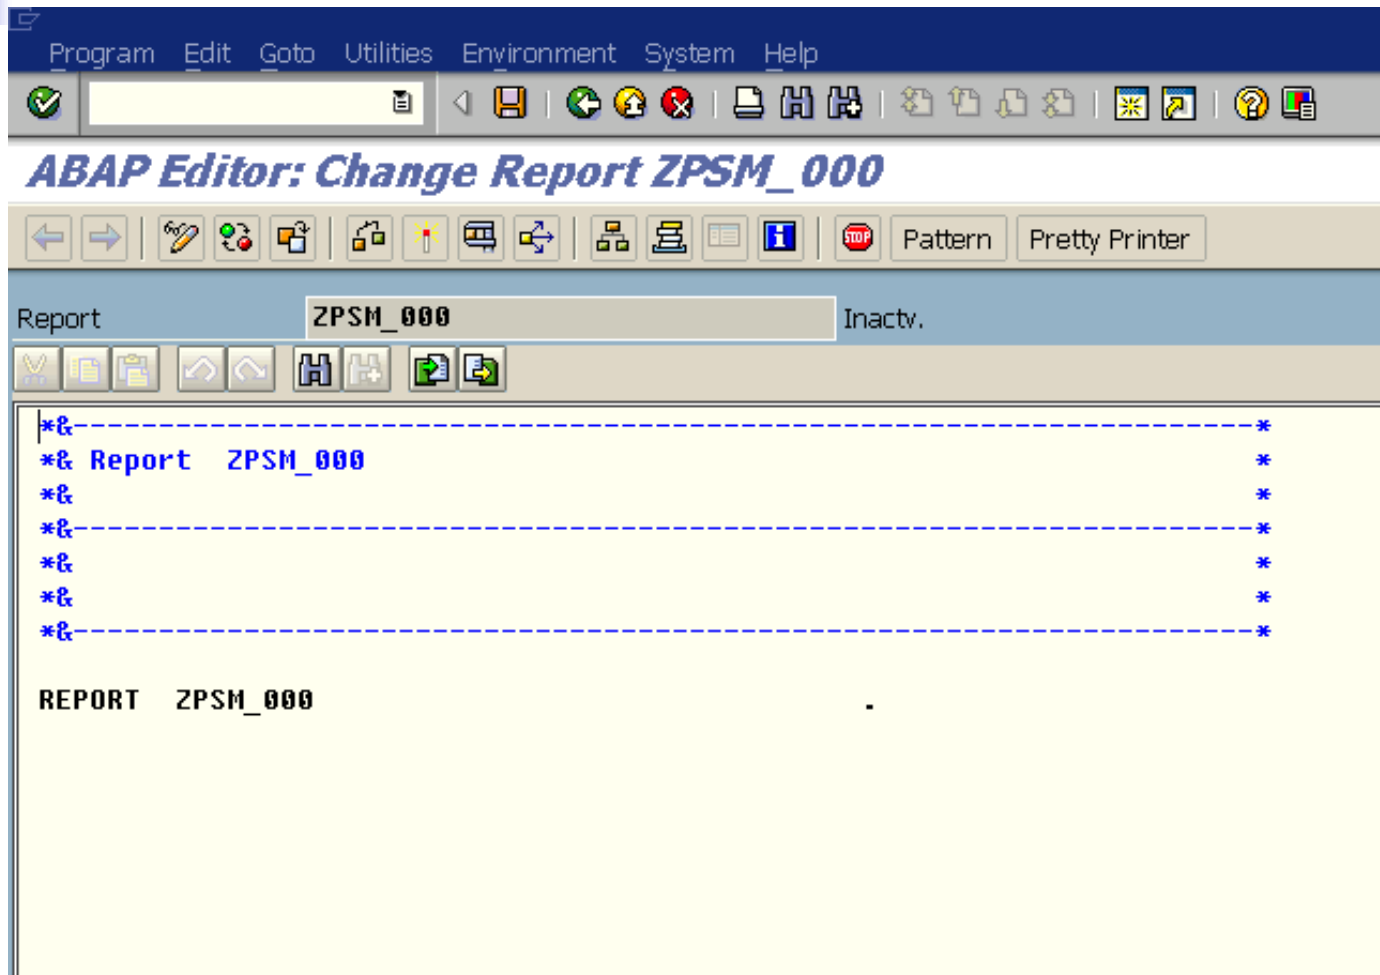 Program Edit Goto Utilities Environment System Help
ABAP Editor: Change Report ZPSM_000
STOP Pattern Pretty Printer
Report ZPSM_000 Inactv.
*&---------------------------------------------------------------------*
*& Report  ZPSM_000                                                    *
*&                                                                     *
*&---------------------------------------------------------------------*
*&                                                                     *
*&                                                                     *
*&---------------------------------------------------------------------*
REPORT  ZPSM_000                                .